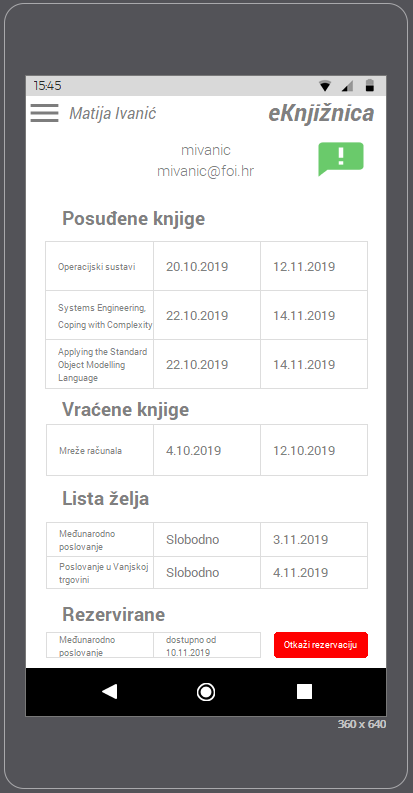 15:45
Matija Ivanić eKnjižnica
mivanic
mivanic@foi.hr
Posuđene knjige
Operacijski sustavi 20.10.2019 12.11.2019
Systems Engineering,
Coping with Complexity 22.10.2019 14.11.2019
Applying the Standard
Object Modelling
Language 22.10.2019 14.11.2019
Vraćene knjige
Mreže računala 4.10.2019 12.10.2019
Lista želja
Međunarodno
poslovanje Slobodno 3.11.2019
Poslovanje u Vanjskoj
trgovini Slobodno 4.11.2019
Rezervirane
Međunarodno
poslovanje
dostupno od
10.11.2019
Otkaži rezervaciju
360 x 640